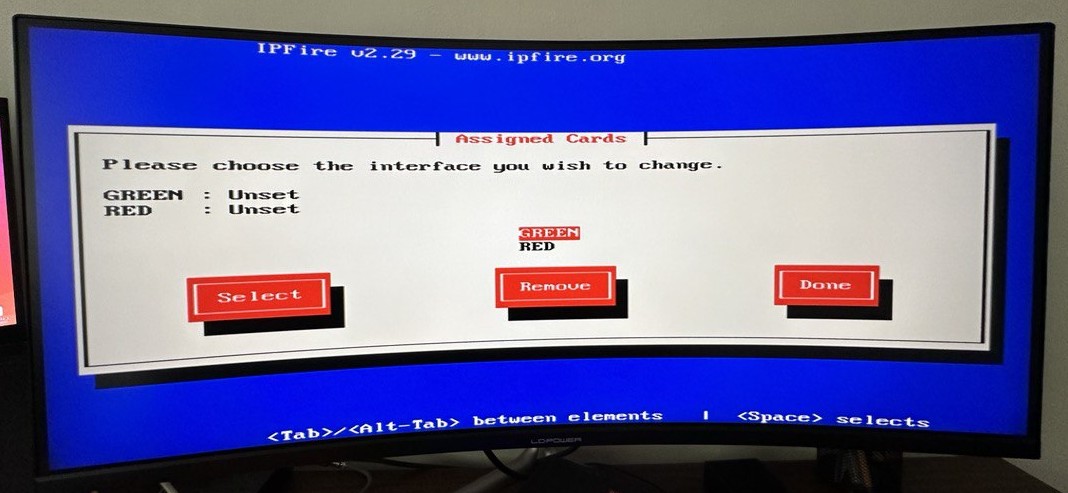 IPFire v2.29 - www.ipfire.org
Assigned Cards
Please choose the interface you wish to change.
GREEN : Unset
RED : Unset
GREEN
RED
Select Remove Done
<Tab>/<Alt-Tab> between elements | <Space> selects
LDPOWER